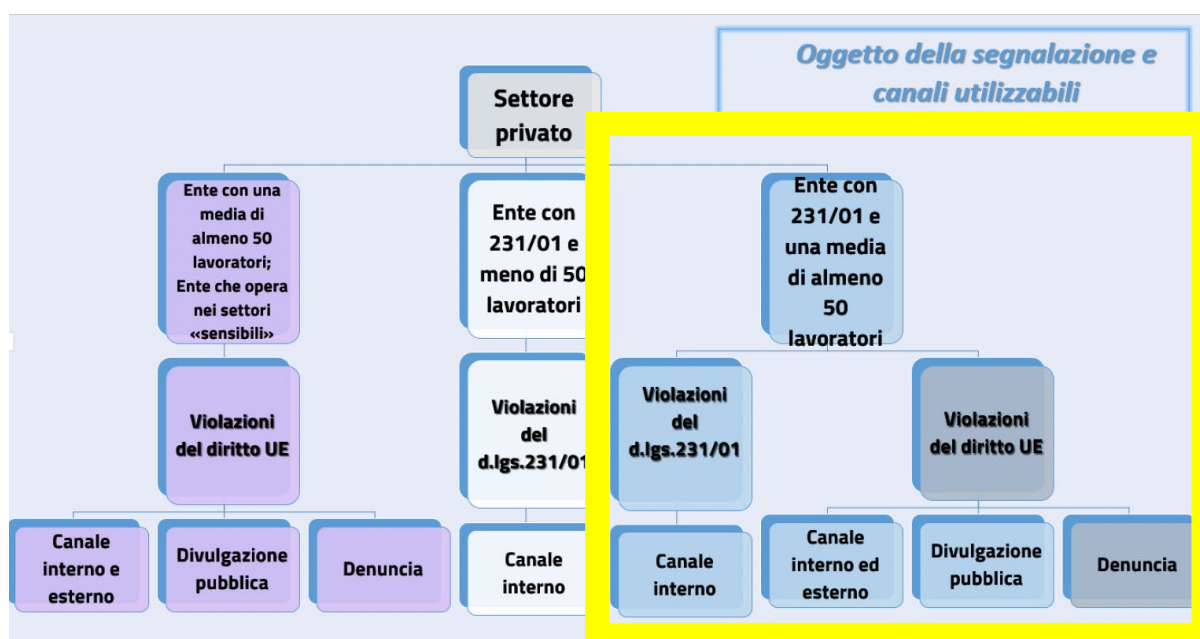 Oggetto della segnalazione e
canali utilizzabili
Settore
privato
Ente con una
media di
almeno 50
lavoratori;
Ente che opera
nei settori
«sensibili»
Ente con
231/01 e
meno di 50
lavoratori
Ente con
231/01 e
una media
di almeno
50
lavoratori
Violazioni
del diritto UE
Violazioni
del
d.lgs.231/01
Violazioni
del
d.lgs.231/01
Violazioni
del diritto UE
Canale
interno e
esterno
Divulgazione
pubblica
Denuncia
Canale
interno
Canale
interno
Canale
interno ed
esterno
Divulgazione
pubblica
Denuncia